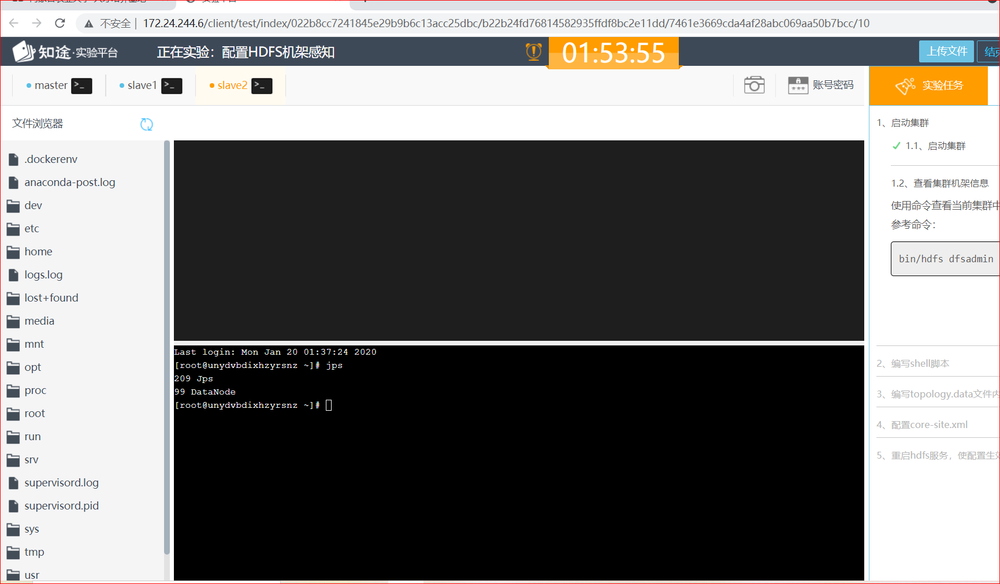 不安全 | 172.24.244.6/client/test/index/022b8cc7241845e29b9b6c13acc25dbc/b22b24fd76814582935ffdf8bc2e11dd/7461e3669cda4af28abc069aa50b7bcc/10
知途·实验平台
正在实验：配置HDFS机架感知
01:53:55
上传文件
master
slave1
slave2
账号密码
实验任务
文件浏览器
.dockerenv
anaconda-post.log
dev
etc
home
logs.log
lost+found
media
mnt
opt
proc
root
run
srv
supervisord.log
supervisord.pid
sys
tmp
usr
Last login: Mon Jan 20 01:37:24 2020
[root@unydvbdixhzyrsnz ~]# jps
209 Jps
99 DataNode
[root@unydvbdixhzyrsnz ~]#
1、启动集群
1.1、启动集群
1.2、查看集群机架信息
使用命令查看当前集群中
参考命令：
bin/hdfs dfsadmin
2、编写shell脚本
3、编写topology.data文件内
4、配置core-site.xml
5、重启hdfs服务，使配置生效